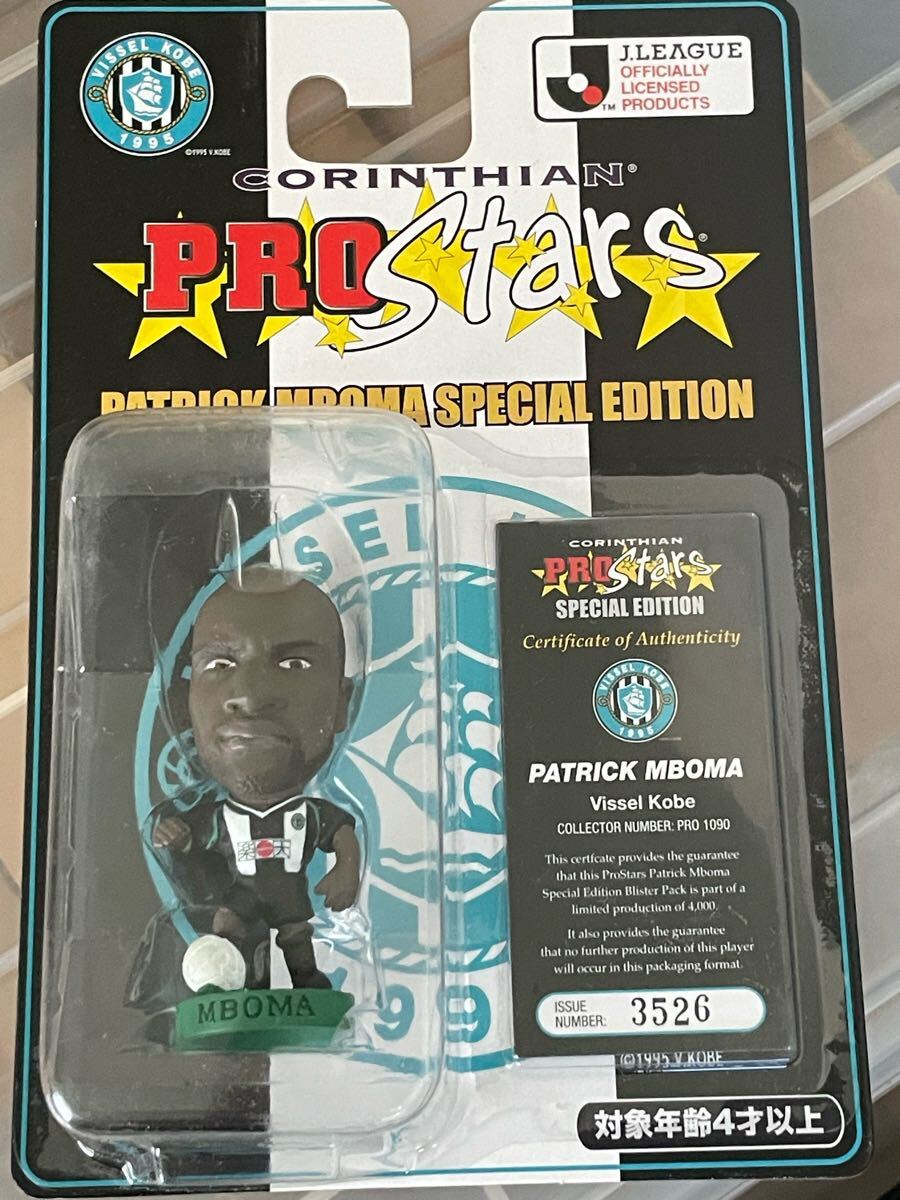 VISSEL KOBE
1995
©1995 V.KOBE
J.LEAGUE
OFFICIALLY
LICENSED
PRODUCTS
TM
CORINTHIAN®
PRO Stars®
PATRICK MBOMA SPECIAL EDITION
楽天
MBOMA
CORINTHIAN
PRO Stars
SPECIAL EDITION
Certificate of Authenticity
VISSEL KOBE
1995
PATRICK MBOMA
Vissel Kobe
COLLECTOR NUMBER: PRO 1090
This certfcate provides the guarantee
that this ProStars Patrick Mboma
Special Edition Blister Pack is part of a
limited production of 4,000.
It also provides the guarantee
that no further production of this player
will occur in this packaging format.
ISSUE
NUMBER: 3526
©1995 V.KOBE
対象年齢4才以上